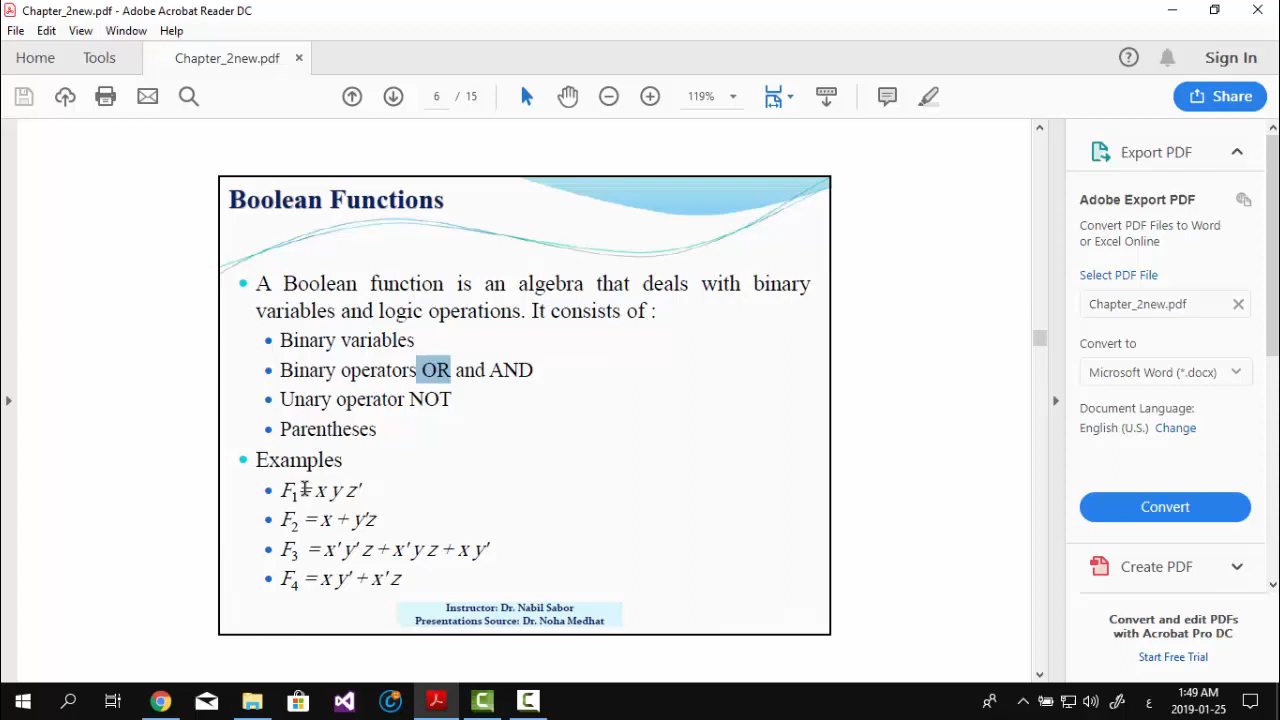 Chapter_2new.pdf - Adobe Acrobat Reader DC
File Edit View Window Help
Home Tools Chapter_2new.pdf × Sign In
6 / 15 119% Share
Boolean Functions
A Boolean function is an algebra that deals with binary
variables and logic operations. It consists of :
Binary variables
Binary operators OR and AND
Unary operator NOT
Parentheses
Examples
F1 = x y z′
F2 = x + y′z
F3 = x′ y′ z + x′ y z + x y′
F4 = x y′ + x′ z
Instructor: Dr. Nabil Sabor
Presentations Source: Dr. Noha Medhat
Export PDF
Adobe Export PDF
Convert PDF Files to Word
or Excel Online
Select PDF File
Chapter_2new.pdf
Convert to
Microsoft Word (*.docx)
Document Language:
English (U.S.) Change
Convert
Create PDF
Convert and edit PDFs
with Acrobat Pro DC
Start Free Trial
ع 1:49 AM
2019-01-25